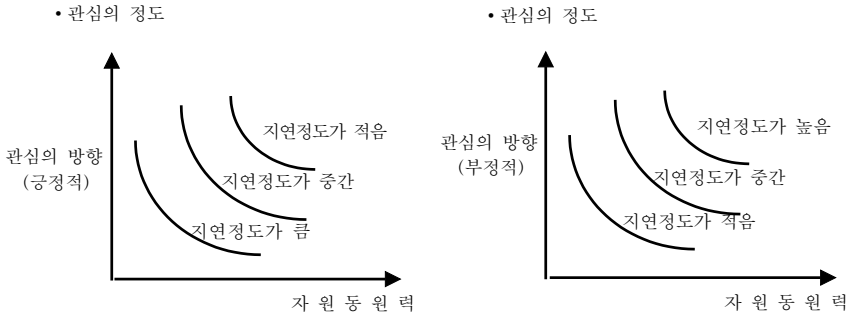 • 관심의 정도
지연정도가 적음
관심의 방향
(긍정적)
지연정도가 중간
지연정도가 큼
자 원 동 원 력
• 관심의 정도
지연정도가 높음
관심의 방향
(부정적)
지연정도가 중간
지연정도가 적음
자 원 동 원 력